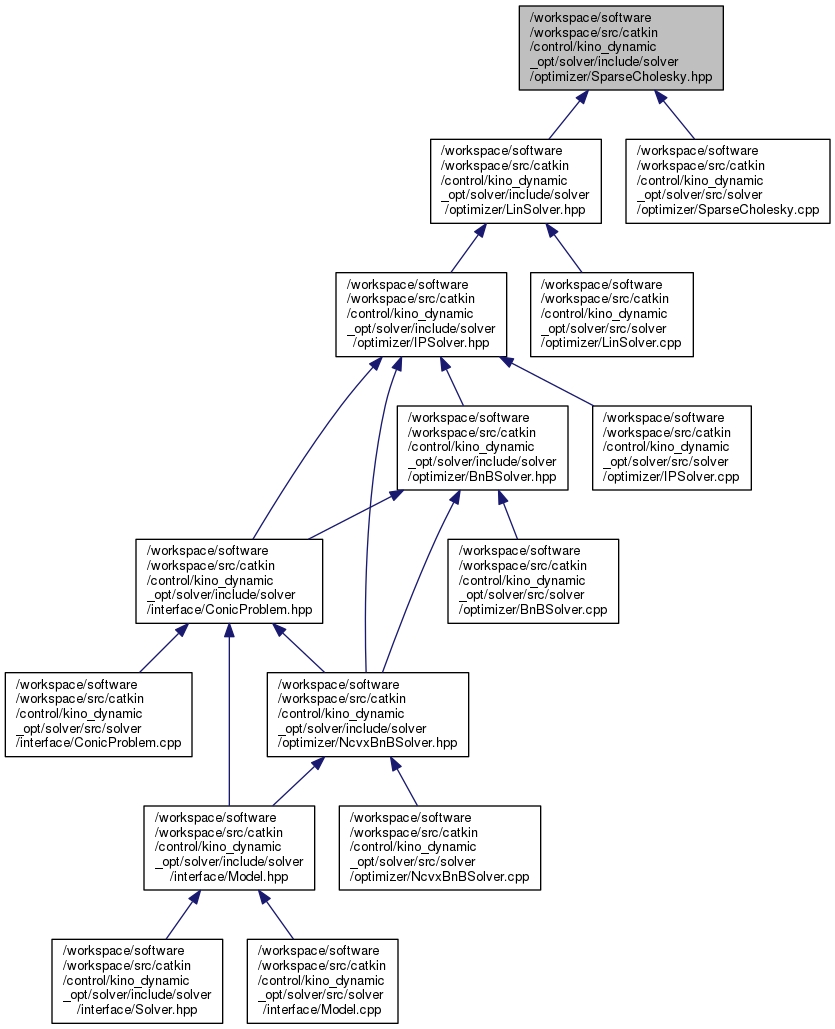 /workspace/software
/workspace/src/catkin
/control/kino_dynamic
_opt/solver/include/solver
/optimizer/SparseCholesky.hpp
/workspace/software
/workspace/src/catkin
/control/kino_dynamic
_opt/solver/include/solver
/optimizer/LinSolver.hpp
/workspace/software
/workspace/src/catkin
/control/kino_dynamic
_opt/solver/src/solver
/optimizer/SparseCholesky.cpp
/workspace/software
/workspace/src/catkin
/control/kino_dynamic
_opt/solver/include/solver
/optimizer/IPSolver.hpp
/workspace/software
/workspace/src/catkin
/control/kino_dynamic
_opt/solver/src/solver
/optimizer/LinSolver.cpp
/workspace/software
/workspace/src/catkin
/control/kino_dynamic
_opt/solver/include/solver
/optimizer/BnBSolver.hpp
/workspace/software
/workspace/src/catkin
/control/kino_dynamic
_opt/solver/src/solver
/optimizer/IPSolver.cpp
/workspace/software
/workspace/src/catkin
/control/kino_dynamic
_opt/solver/include/solver
/interface/ConicProblem.hpp
/workspace/software
/workspace/src/catkin
/control/kino_dynamic
_opt/solver/src/solver
/optimizer/BnBSolver.cpp
/workspace/software
/workspace/src/catkin
/control/kino_dynamic
_opt/solver/src/solver
/interface/ConicProblem.cpp
/workspace/software
/workspace/src/catkin
/control/kino_dynamic
_opt/solver/include/solver
/optimizer/NcvxBnBSolver.hpp
/workspace/software
/workspace/src/catkin
/control/kino_dynamic
_opt/solver/include/solver
/interface/Model.hpp
/workspace/software
/workspace/src/catkin
/control/kino_dynamic
_opt/solver/src/solver
/optimizer/NcvxBnBSolver.cpp
/workspace/software
/workspace/src/catkin
/control/kino_dynamic
_opt/solver/include/solver
/interface/Solver.hpp
/workspace/software
/workspace/src/catkin
/control/kino_dynamic
_opt/solver/src/solver
/interface/Model.cpp